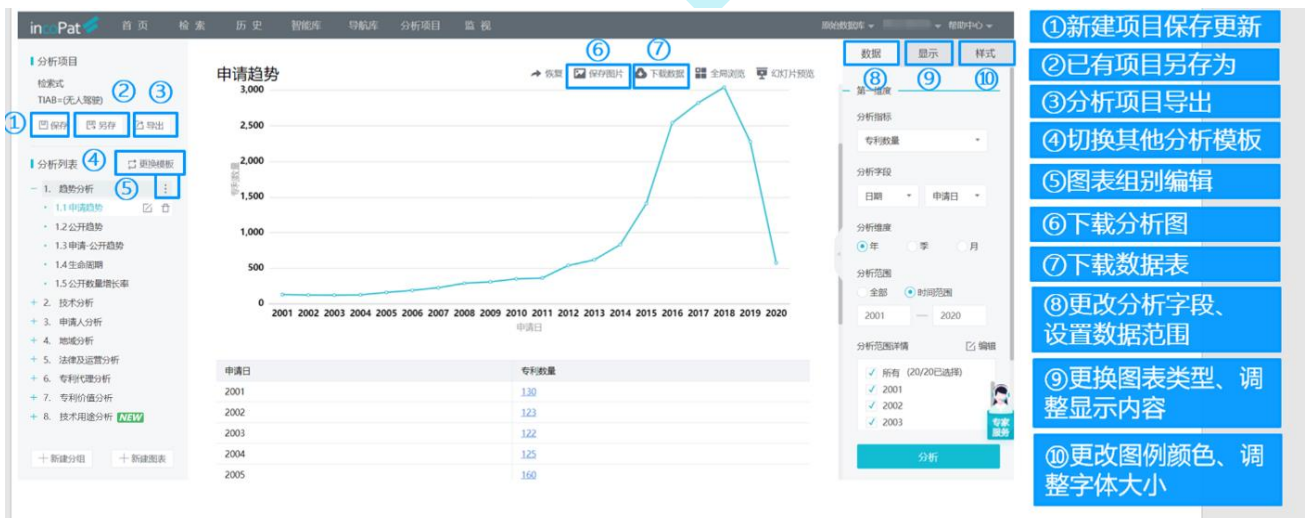 incoPat 首页 检索 历史 智能库 导航库 分析项目 监视 原始数据库 帮助中心
分析项目
检索式
TIAB=(无人驾驶)
② ③
① 保存 另存 导出
分析列表 ④ 更换模板
1. 趋势分析 ⑤
1.1 申请趋势
1.2 公开趋势
1.3 申请-公开趋势
1.4 生命周期
1.5 公开数量增长率
2. 技术分析
3. 申请人分析
4. 地域分析
5. 法律及运营分析
6. 专利代理分析
7. 专利价值分析
8. 技术用途分析 NEW
新建分组 新建图表
⑥ ⑦
申请趋势 恢复 保存图片 下载数据 全局浏览 幻灯片预览
3,000
2,500
2,000
1,500
1,000
500
0
专利数量
2001 2002 2003 2004 2005 2006 2007 2008 2009 2010 2011 2012 2013 2014 2015 2016 2017 2018 2019 2020
申请日
申请日 专利数量
2001 130
2002 123
2003 122
2004 125
2005 160
数据 显示 样式
⑧ ⑨ ⑩
第一维度
分析指标
专利数量
分析字段
日期 申请日
分析维度
年 季 月
分析范围
全部 时间范围
2001 — 2020
分析范围详情 编辑
所有 (20/20已选择)
2001
2002
2003
专家
服务
分析
①新建项目保存更新
②已有项目另存为
③分析项目导出
④切换其他分析模板
⑤图表组别编辑
⑥下载分析图
⑦下载数据表
⑧更改分析字段、
设置数据范围
⑨更换图表类型、调
整显示内容
⑩更改图例颜色、调
整字体大小